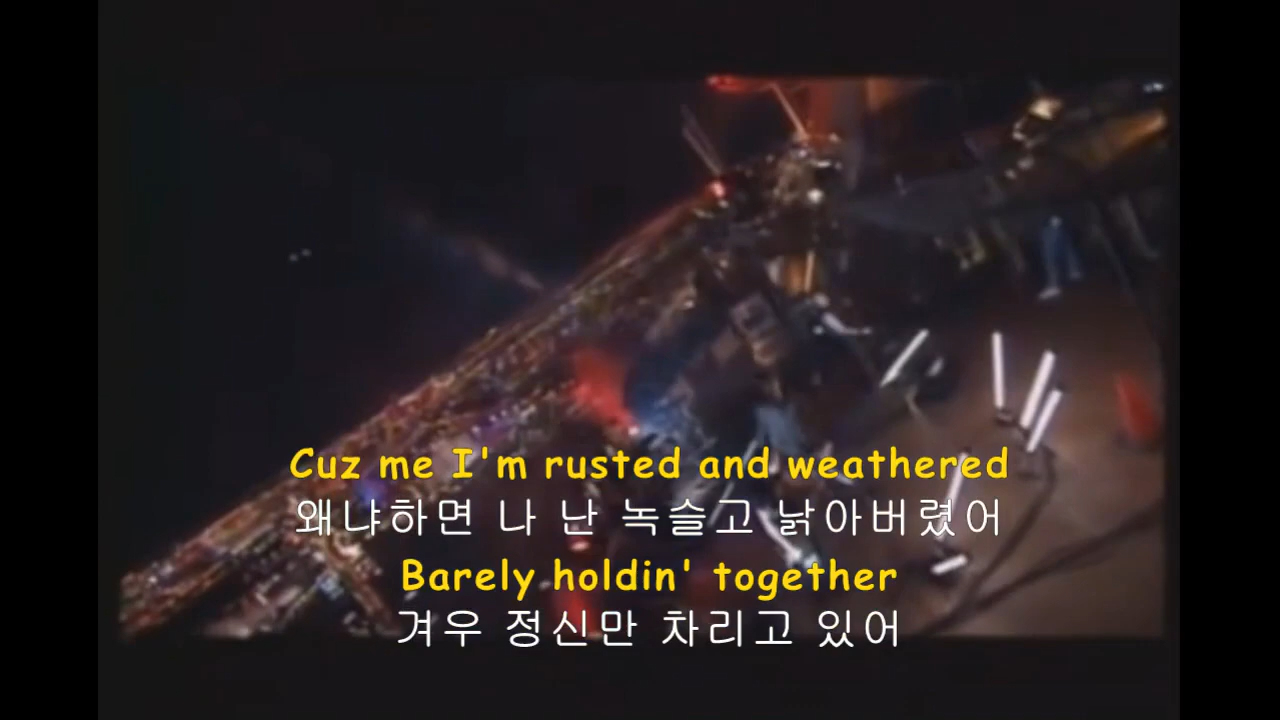 Cuz me I'm rusted and weathered
왜냐하면 나 난 녹슬고 낡아버렸어
Barely holdin' together
겨우 정신만 차리고 있어